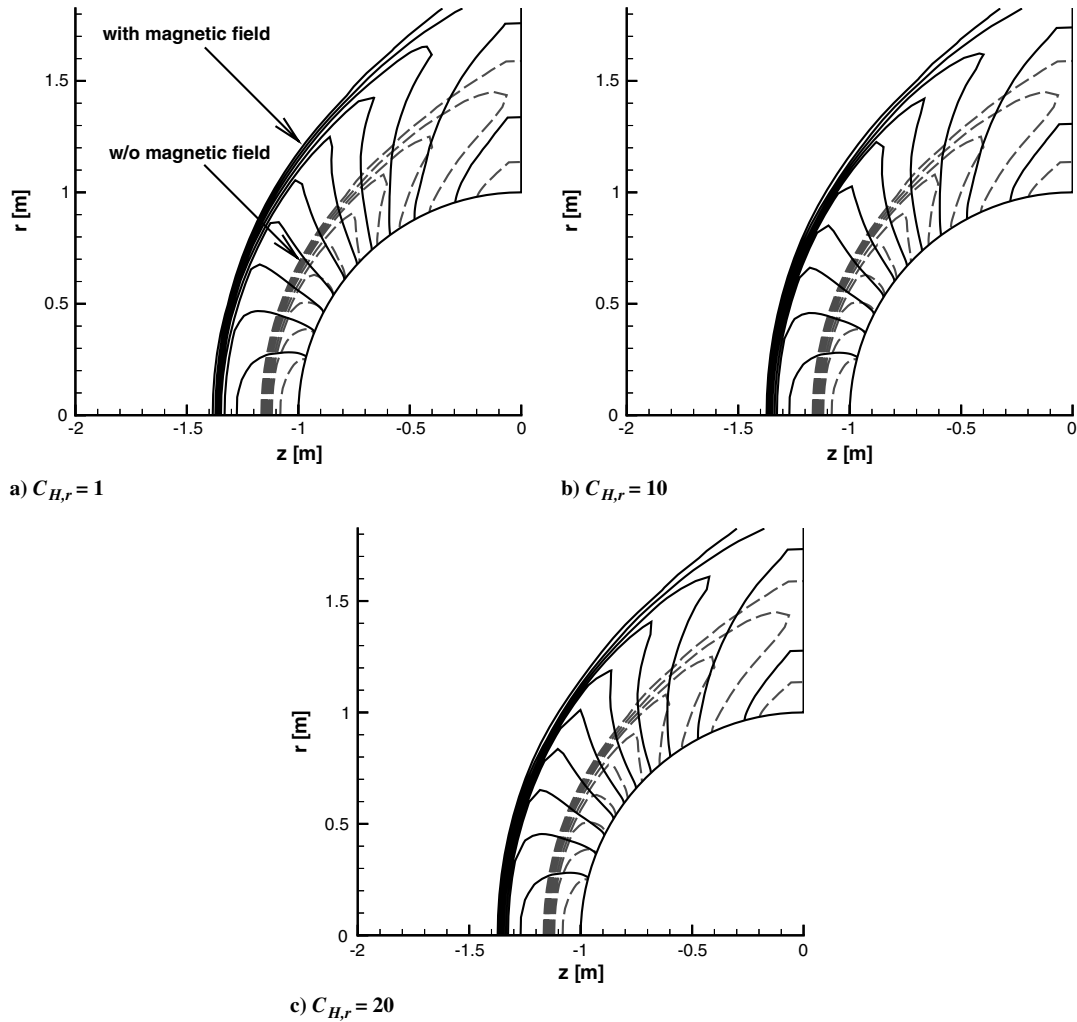 with magnetic field
w/o magnetic field
r [m]
1.5
1
0.5
0
-2
-1.5
-1
-0.5
0
z [m]
a) C_{H,r} = 1
r [m]
1.5
1
0.5
0
-2
-1.5
-1
-0.5
0
z [m]
b) C_{H,r} = 10
r [m]
1.5
1
0.5
0
-2
-1.5
-1
-0.5
0
z [m]
c) C_{H,r} = 20